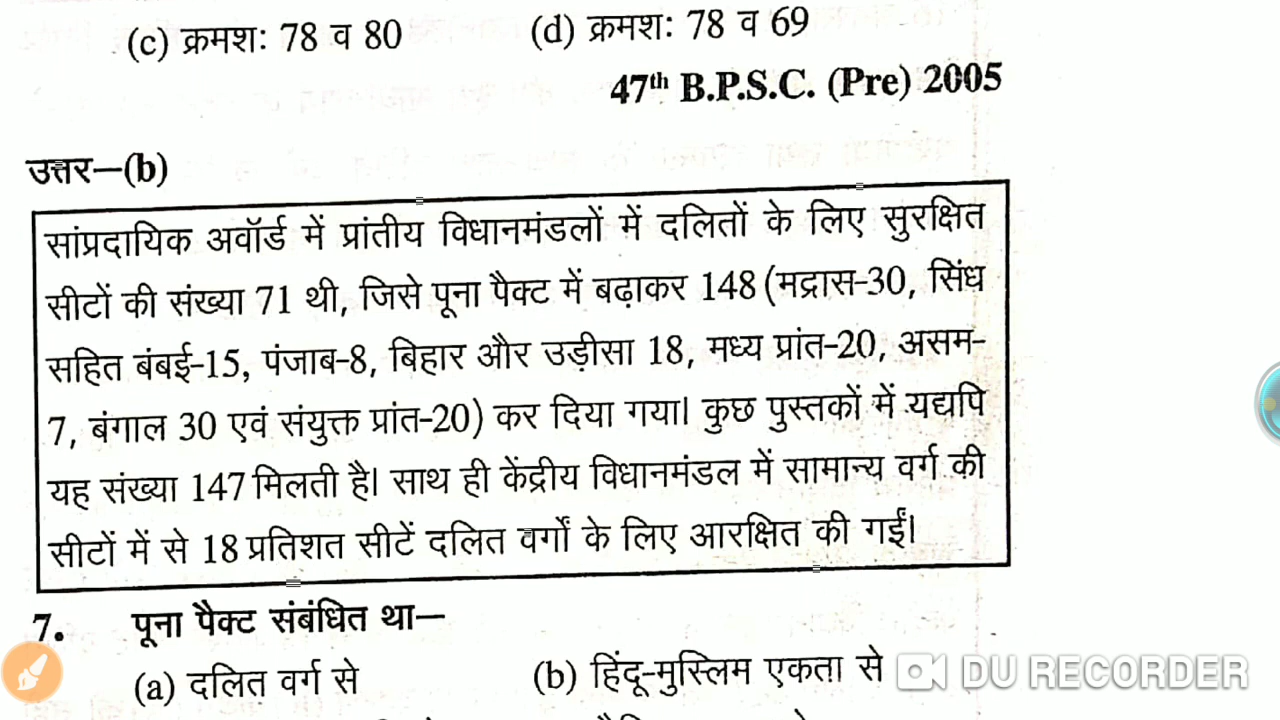 (c) क्रमशः 78 व 80 (d) क्रमशः 78 व 69
47th B.P.S.C. (Pre) 2005
उत्तर—(b)
सांप्रदायिक अवॉर्ड में प्रांतीय विधानमंडलों में दलितों के लिए सुरक्षित
सीटों की संख्या 71 थी, जिसे पूना पैक्ट में बढ़ाकर 148 (मद्रास-30, सिंध
सहित बंबई-15, पंजाब-8, बिहार और उड़ीसा 18, मध्य प्रांत-20, असम-
7, बंगाल 30 एवं संयुक्त प्रांत-20) कर दिया गया। कुछ पुस्तकों में यद्यपि
यह संख्या 147 मिलती है। साथ ही केंद्रीय विधानमंडल में सामान्य वर्ग की
सीटों में से 18 प्रतिशत सीटें दलित वर्गों के लिए आरक्षित की गईं।
7. पूना पैक्ट संबंधित था—
(a) दलित वर्ग से (b) हिंदू-मुस्लिम एकता से
DU RECORDER